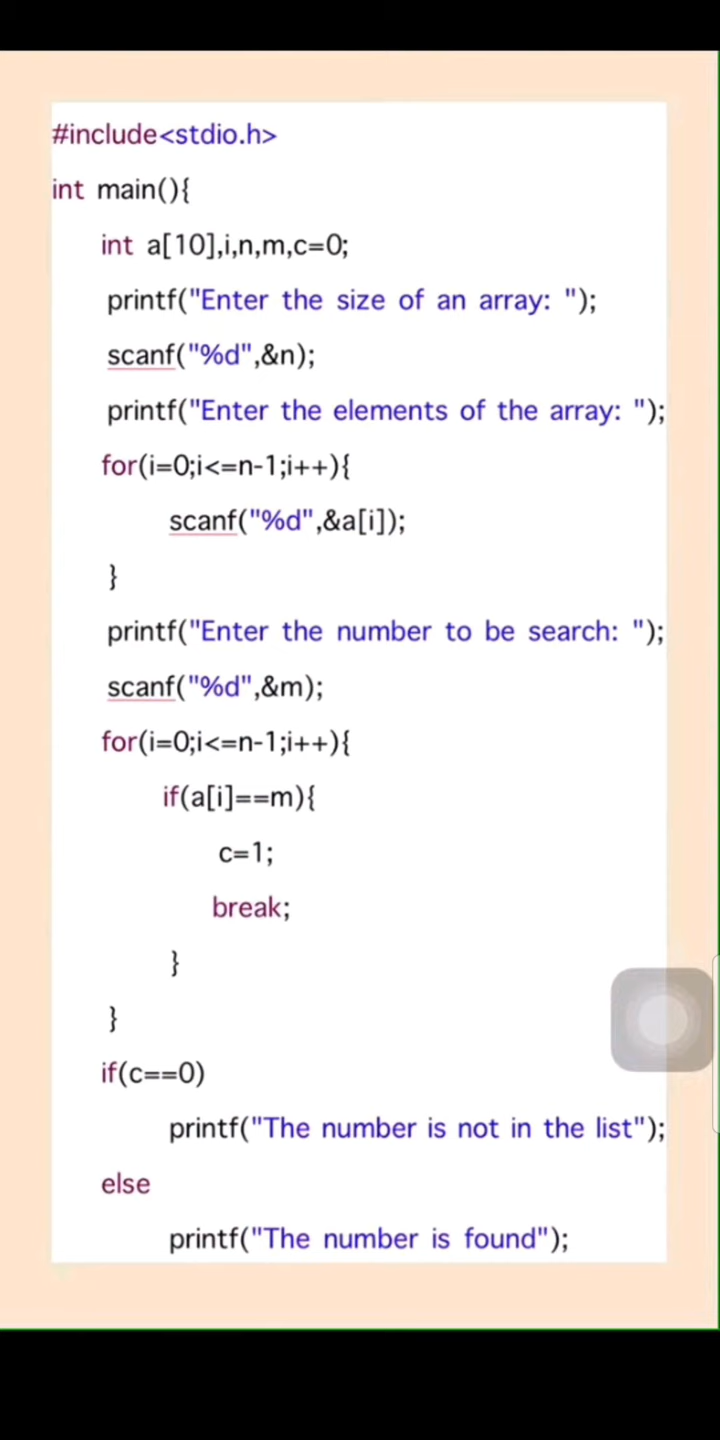 #include<stdio.h>
int main(){
int a[10],i,n,m,c=0;
printf("Enter the size of an array: ");
scanf("%d",&n);
printf("Enter the elements of the array: ");
for(i=0;i<=n-1;i++){
scanf("%d",&a[i]);
}
printf("Enter the number to be search: ");
scanf("%d",&m);
for(i=0;i<=n-1;i++){
if(a[i]==m){
c=1;
break;
}
}
if(c==0)
printf("The number is not in the list");
else
printf("The number is found");